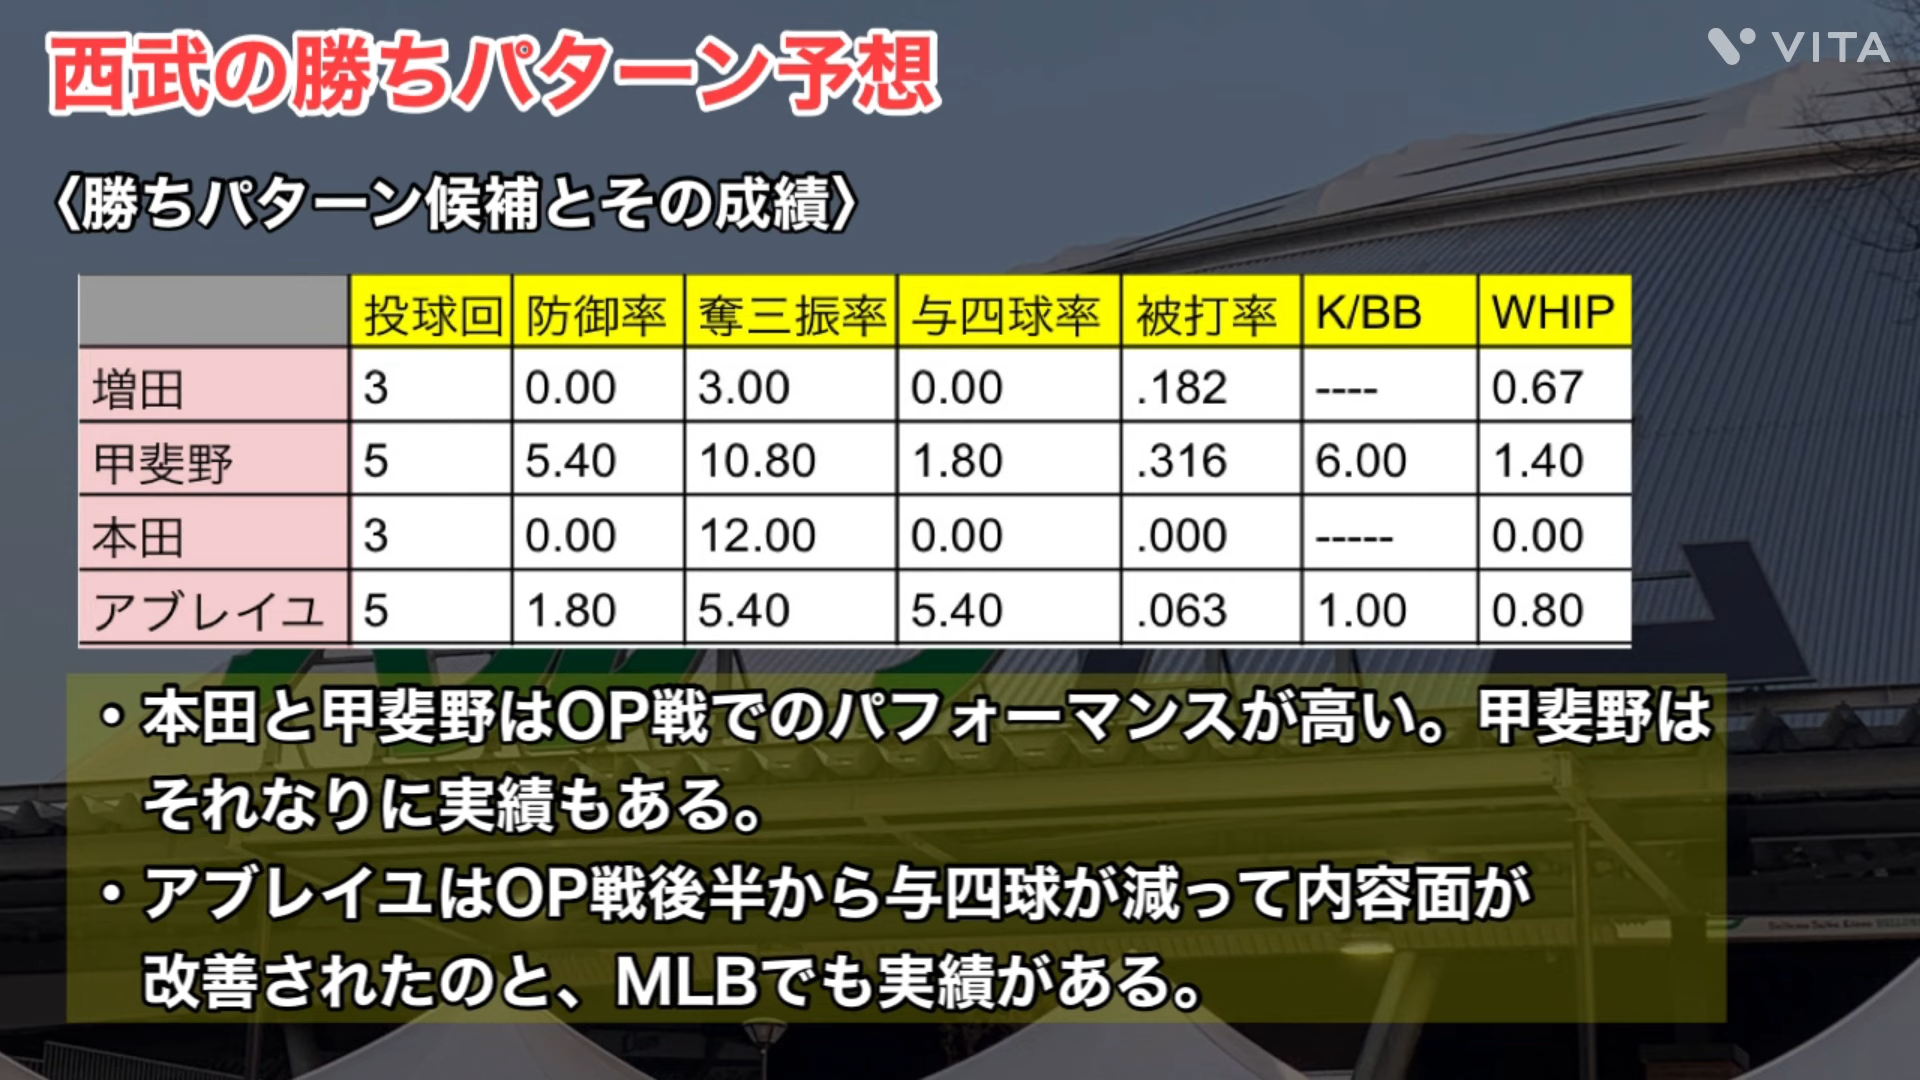 西武の勝ちパターン予想
VITA
〈勝ちパターン候補とその成績〉
投球回 防御率 奪三振率 与四球率 被打率 K/BB WHIP
増田 3 0.00 3.00 0.00 .182 ---- 0.67
甲斐野 5 5.40 10.80 1.80 .316 6.00 1.40
本田 3 0.00 12.00 0.00 .000 ----- 0.00
アブレイユ 5 1.80 5.40 5.40 .063 1.00 0.80
・本田と甲斐野はOP戦でのパフォーマンスが高い。甲斐野は
それなりに実績もある。
・アブレイユはOP戦後半から与四球が減って内容面が
改善されたのと、MLBでも実績がある。